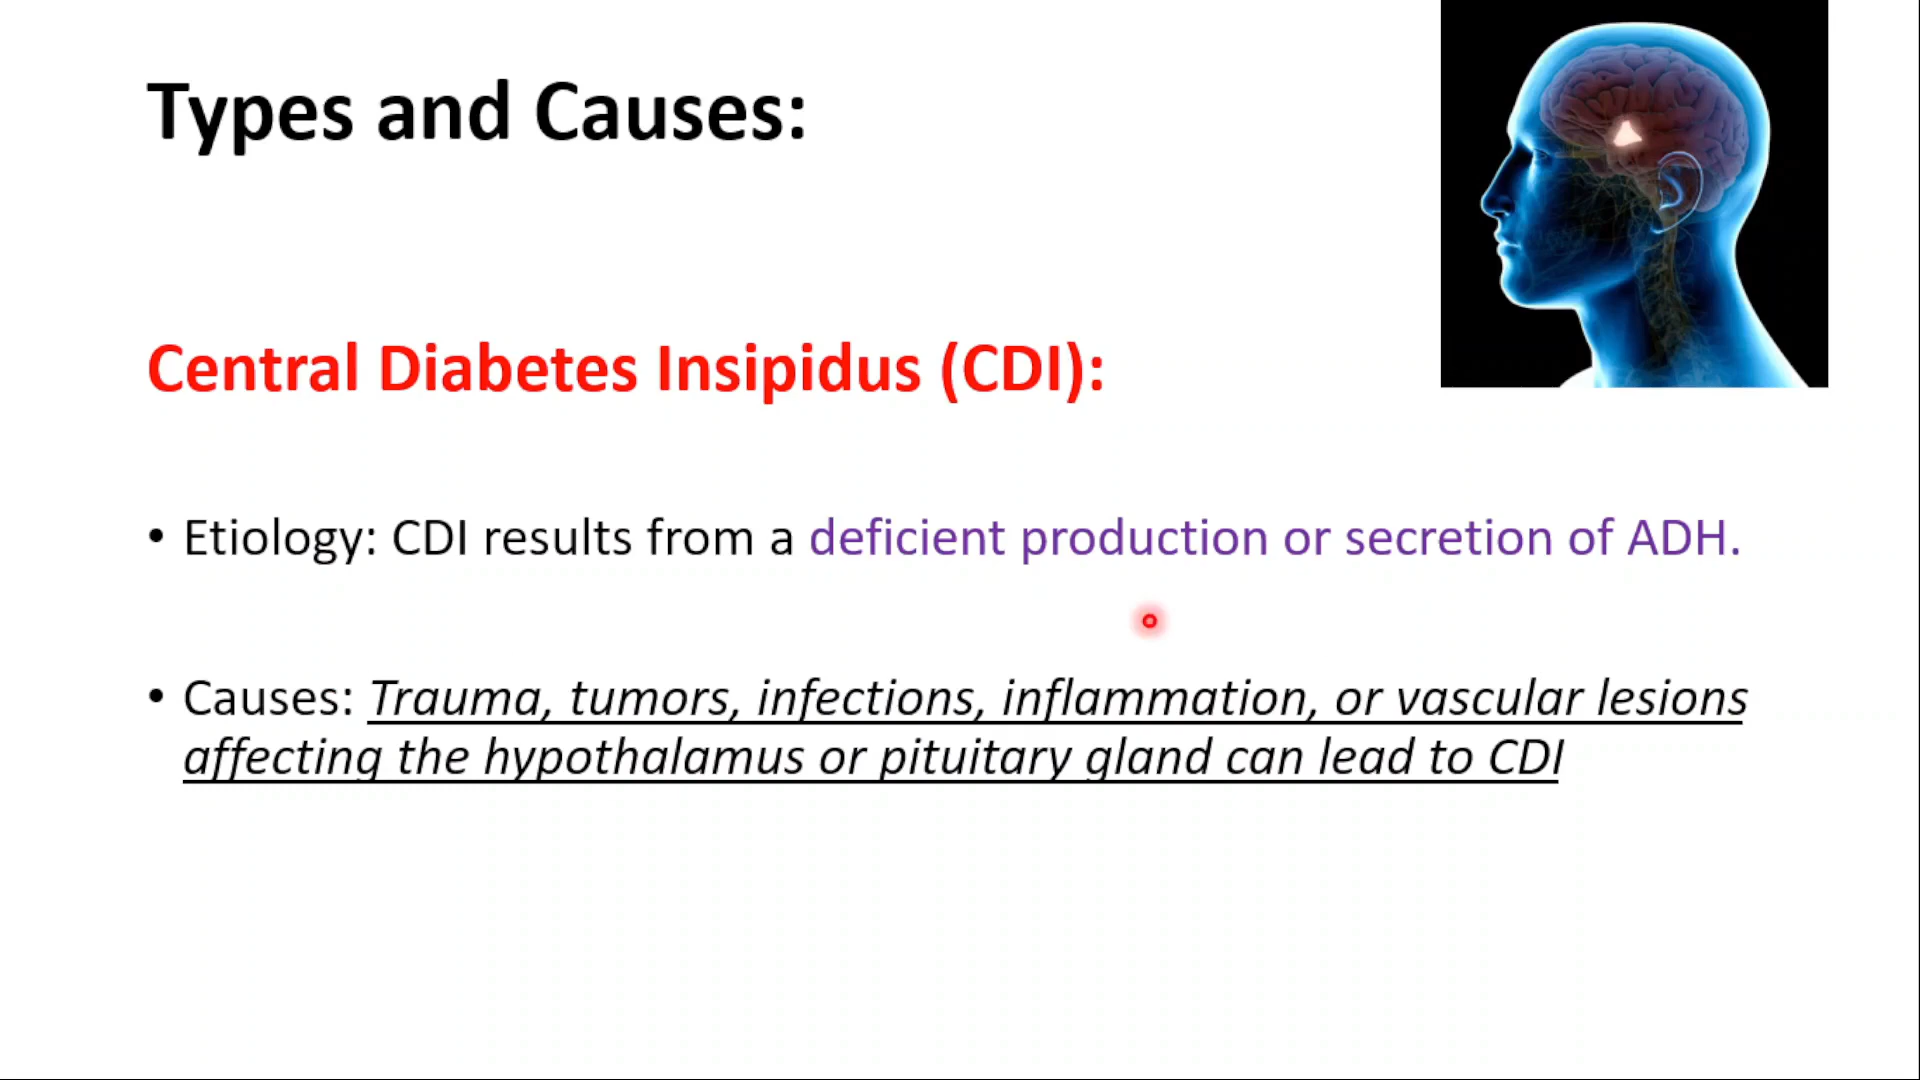 Types and Causes:
Central Diabetes Insipidus (CDI):
• Etiology: CDI results from a deficient production or secretion of ADH.
• Causes: Trauma, tumors, infections, inflammation, or vascular lesions
affecting the hypothalamus or pituitary gland can lead to CDI